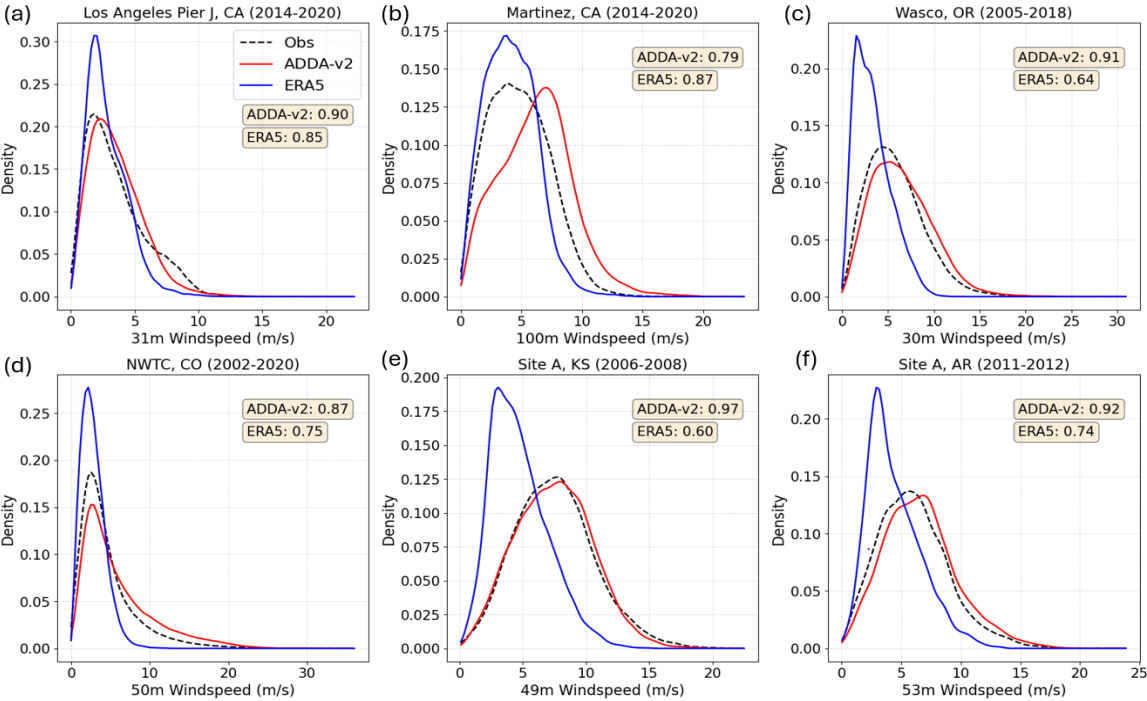 (a)
Los Angeles Pier J, CA (2014-2020)
Density
0.30
0.25
0.20
0.15
0.10
0.05
0.00
Obs
ADDA-v2
ERA5
ADDA-v2: 0.90
ERA5: 0.85
0 5 10 15 20
31m Windspeed (m/s)
(b)
Martinez, CA (2014-2020)
Density
0.175
0.150
0.125
0.100
0.075
0.050
0.025
0.000
ADDA-v2: 0.79
ERA5: 0.87
0 5 10 15 20
100m Windspeed (m/s)
(c)
Wasco, OR (2005-2018)
Density
0.20
0.15
0.10
0.05
0.00
ADDA-v2: 0.91
ERA5: 0.64
0 5 10 15 20 25 30
30m Windspeed (m/s)
(d)
NWTC, CO (2002-2020)
Density
0.25
0.20
0.15
0.10
0.05
0.00
ADDA-v2: 0.87
ERA5: 0.75
0 10 20 30
50m Windspeed (m/s)
(e)
Site A, KS (2006-2008)
Density
0.200
0.175
0.150
0.125
0.100
0.075
0.050
0.025
0.000
ADDA-v2: 0.97
ERA5: 0.60
0 5 10 15 20
49m Windspeed (m/s)
(f)
Site A, AR (2011-2012)
Density
0.20
0.15
0.10
0.05
0.00
ADDA-v2: 0.92
ERA5: 0.74
0 5 10 15 20 25
53m Windspeed (m/s)